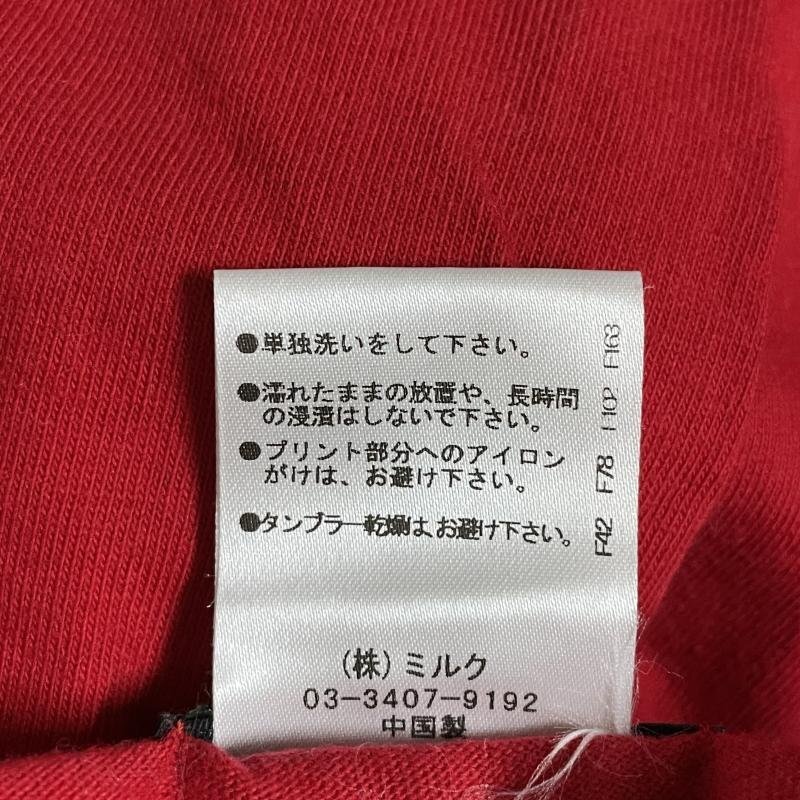 ●単独洗いをして下さい。
●濡れたままの放置や、長時間
の浸漬はしないで下さい。
●プリント部分へのアイロン
がけは、お避け下さい。
●タンブラー乾燥は、お避け下さい。
F42 F78 F102 F163
(株)ミルク
03-3407-9192
中国製